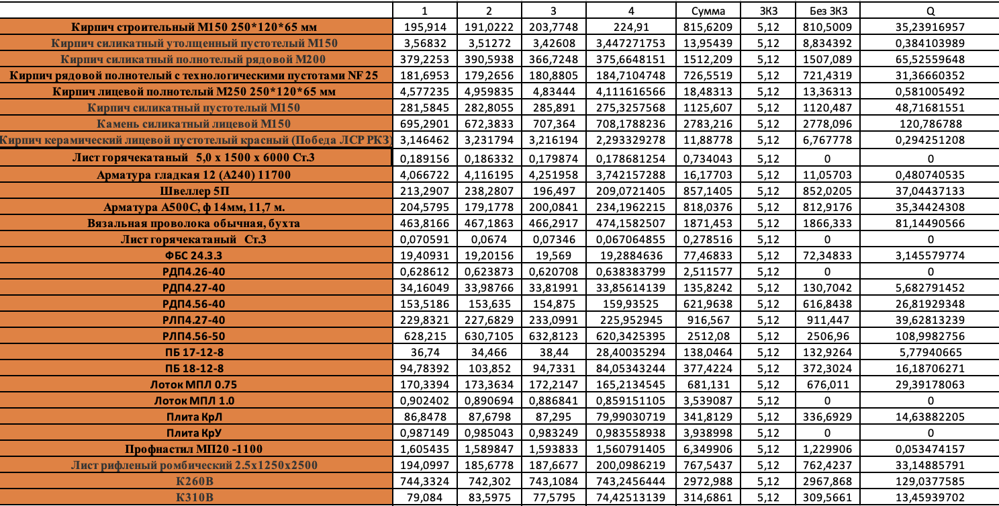 1 2 3 4 Сумма ЗКЗ Без ЗКЗ Q
Кирпич строительный М150 250*120*65 мм 195,914 191,0222 203,7748 224,91 815,6209 5,12 810,5009 35,23916957
Кирпич силикатный утолщенный пустотелый М150 3,56832 3,51272 3,42608 3,447271753 13,95439 5,12 8,834392 0,384103989
Кирпич силикатный полнотелый рядовой М200 379,2253 390,5938 366,7248 375,6648151 1512,209 5,12 1507,089 65,52559648
Кирпич рядовой полнотелый с технологическими пустотами NF 25 181,6953 179,2656 180,8805 184,7104748 726,5519 5,12 721,4319 31,36660352
Кирпич лицевой полнотелый М250 250*120*65 мм 4,577235 4,959835 4,83444 4,111616566 18,48313 5,12 13,36313 0,581005492
Кирпич силикатный пустотелый М150 281,5845 282,8055 285,891 275,3257568 1125,607 5,12 1120,487 48,71681551
Камень силикатный лицевой М150 695,2901 672,3833 707,364 708,1788236 2783,216 5,12 2778,096 120,786788
Кирпич керамический лицевой пустотелый красный (Победа ЛСР РКЗ) 3,146462 3,231794 3,216194 2,293329278 11,88778 5,12 6,767778 0,294251208
Лист горячекатаный 5,0 х 1500 х 6000 Ст.3 0,189156 0,186332 0,179874 0,178681254 0,734043 5,12 0 0
Арматура гладкая 12 (А240) 11700 4,066722 4,116195 4,251958 3,742157288 16,17703 5,12 11,05703 0,480740535
Швеллер 5П 213,2907 238,2807 196,497 209,0721405 857,1405 5,12 852,0205 37,04437133
Арматура А500С, ф 14мм, 11,7 м. 204,5795 179,1778 200,0841 234,1962215 818,0376 5,12 812,9176 35,34424308
Вязальная проволока обычная, бухта 463,8166 467,1863 466,2917 474,1582507 1871,453 5,12 1866,333 81,14490566
Лист горячекатаный Ст.3 0,070591 0,0674 0,07346 0,067064855 0,278516 5,12 0 0
ФБС 24.3.3 19,40931 19,20156 19,569 19,2884636 77,46833 5,12 72,34833 3,145579774
РДП4.26-40 0,628612 0,623873 0,620708 0,638383799 2,511577 5,12 0 0
РДП4.27-40 34,16049 33,98766 33,81991 33,85614139 135,8242 5,12 130,7042 5,682791452
РДП4.56-40 153,5186 153,635 154,875 159,93525 621,9638 5,12 616,8438 26,81929348
РЛП4.27-40 229,8321 227,6829 233,0991 225,952945 916,567 5,12 911,447 39,62813239
РЛП4.56-50 628,215 630,7105 632,8123 620,3425395 2512,08 5,12 2506,96 108,9982756
ПБ 17-12-8 36,74 34,466 38,44 28,40035294 138,0464 5,12 132,9264 5,77940665
ПБ 18-12-8 94,78392 103,852 94,7331 84,05343244 377,4224 5,12 372,3024 16,18706271
Лоток МПЛ 0.75 170,3394 173,3634 172,2147 165,2134545 681,131 5,12 676,011 29,39178063
Лоток МПЛ 1.0 0,902402 0,890694 0,886841 0,859151105 3,539087 5,12 0 0
Плита КрЛ 86,8478 87,6798 87,295 79,99030719 341,8129 5,12 336,6929 14,63882205
Плита КрУ 0,987149 0,985043 0,983249 0,983558938 3,938998 5,12 0 0
Профнастил МП20 -1100 1,605435 1,589847 1,593833 1,560791405 6,349906 5,12 1,229906 0,053474157
Лист рифленый ромбический 2.5х1250х2500 194,0997 185,6778 187,6677 200,0986219 767,5437 5,12 762,4237 33,14885791
К260В 744,3324 742,302 743,1084 743,2456444 2972,988 5,12 2967,868 129,0377585
К310В 79,084 83,5975 77,5795 74,42513139 314,6861 5,12 309,5661 13,45939702